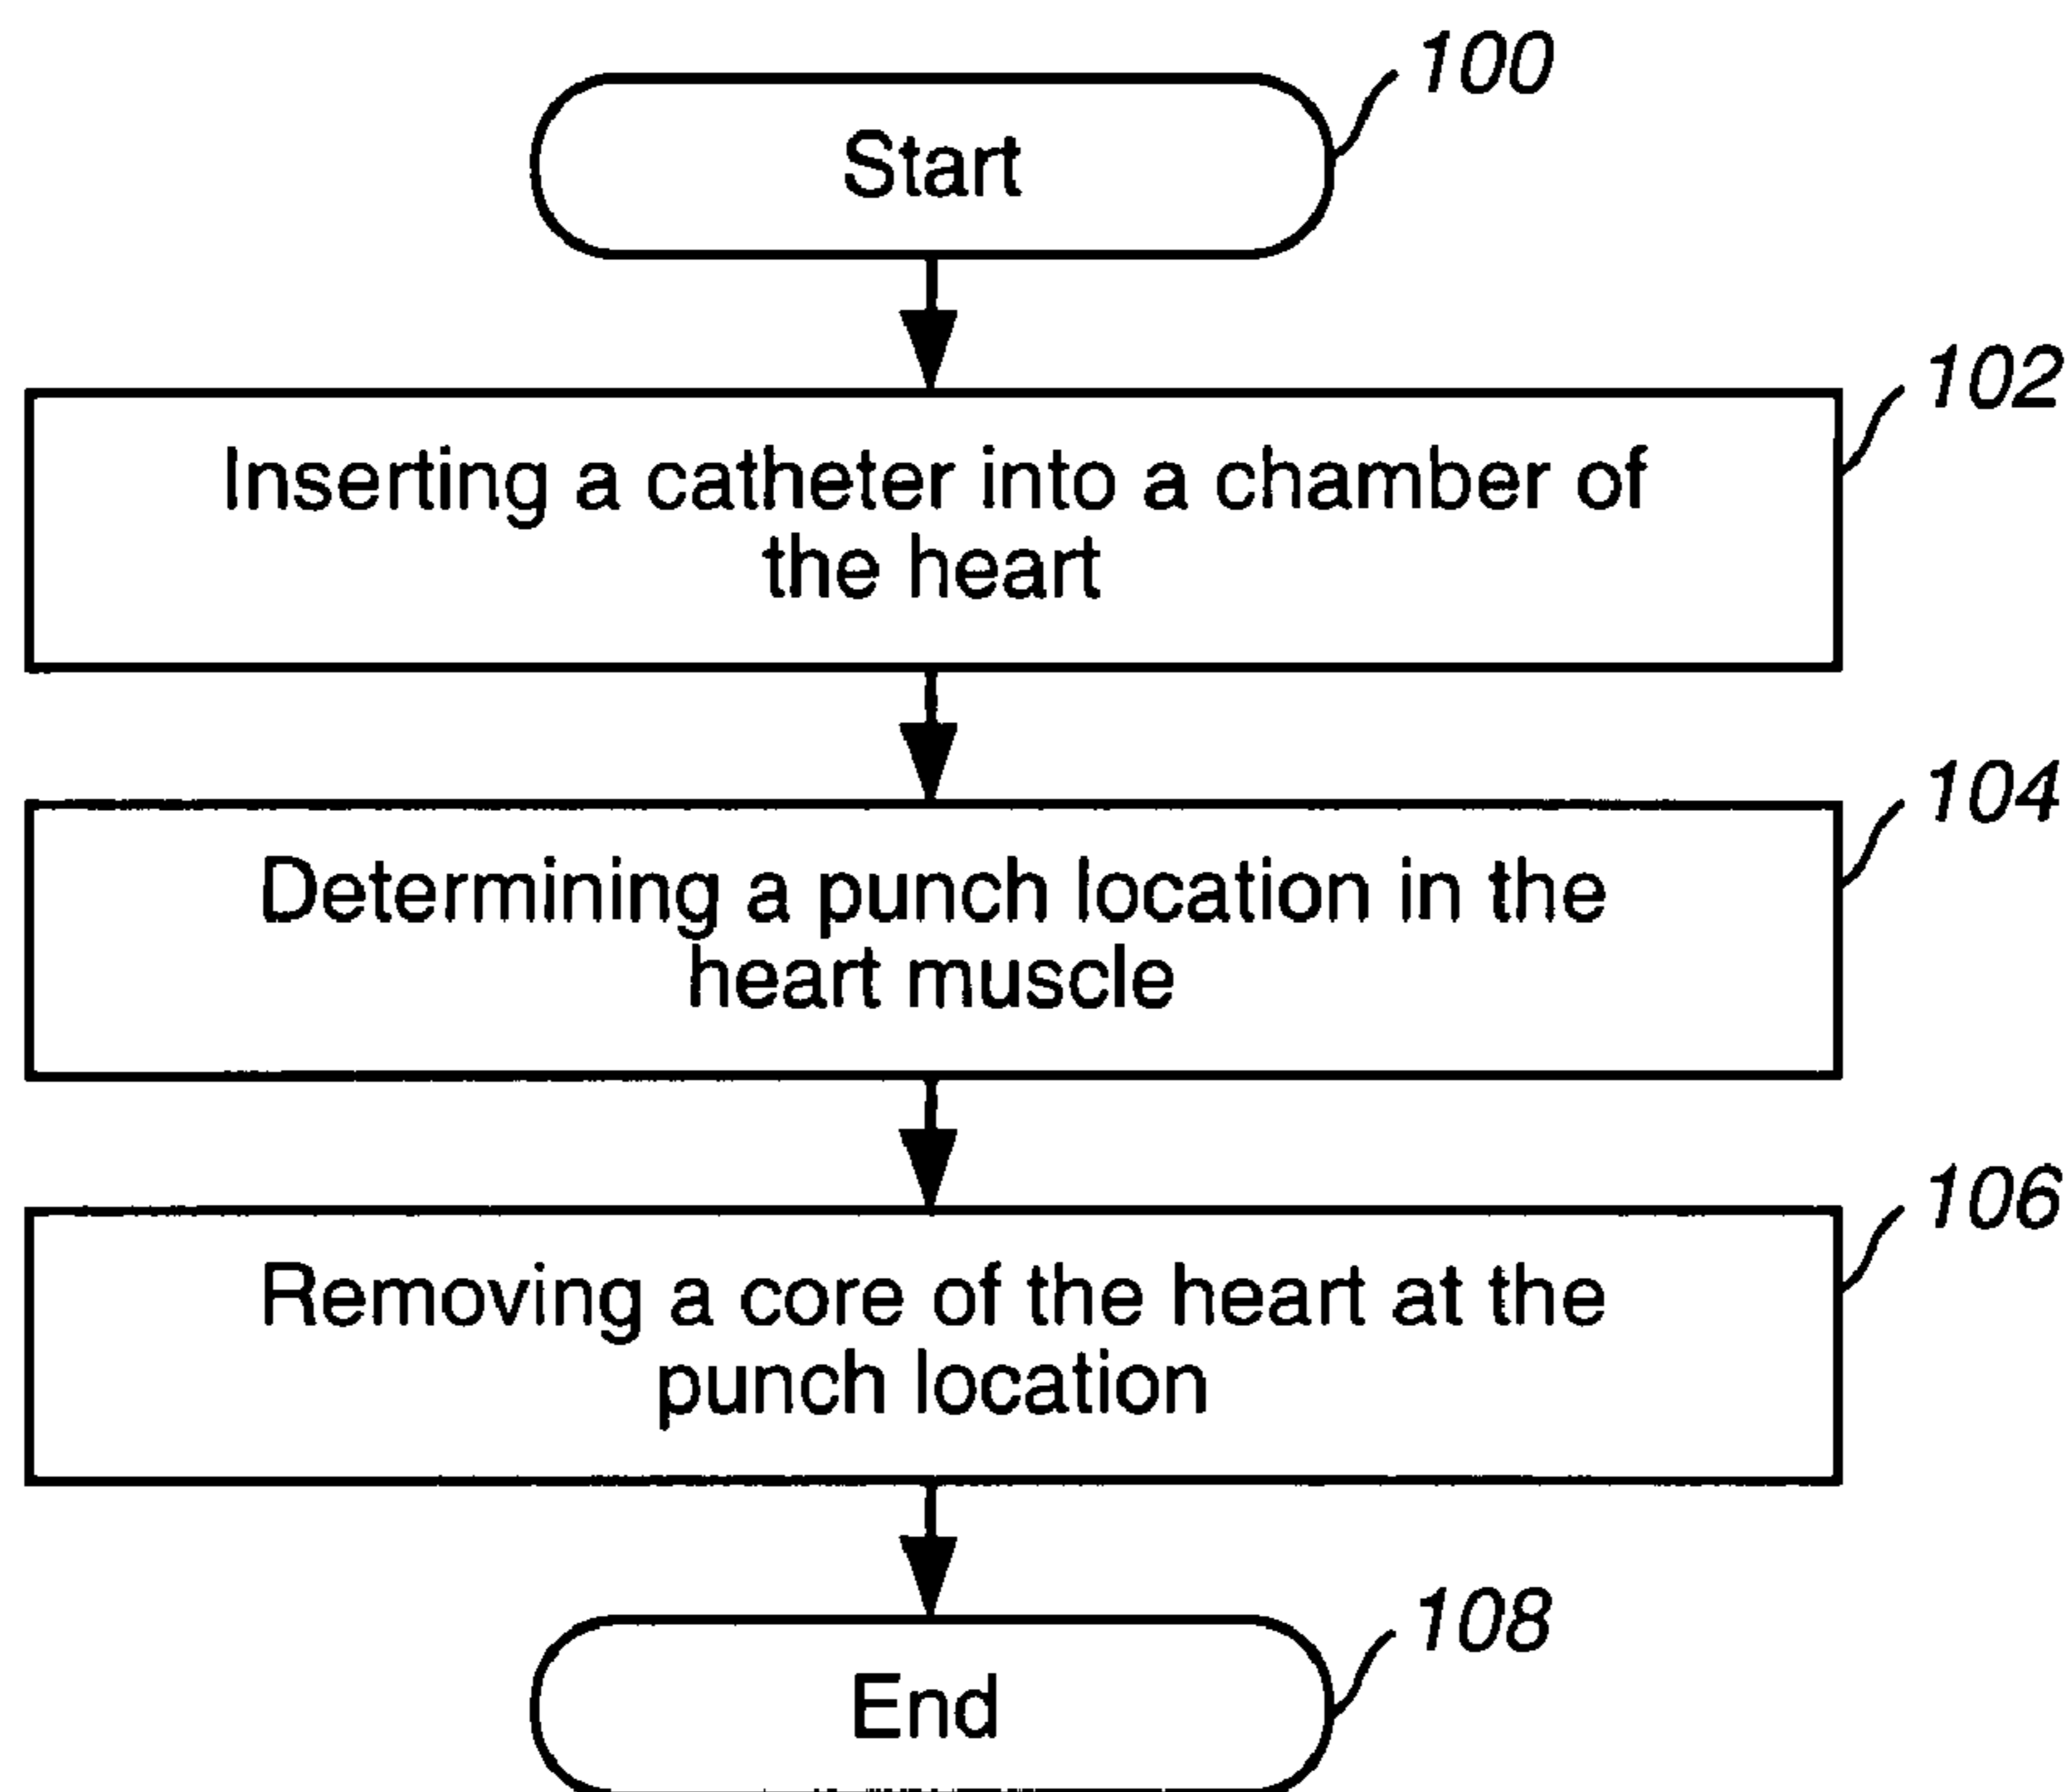 100
Start
102
Inserting a catheter into a chamber of
the heart
104
Determining a punch location in the
heart muscle
106
Removing a core of the heart at the
punch location
108
End